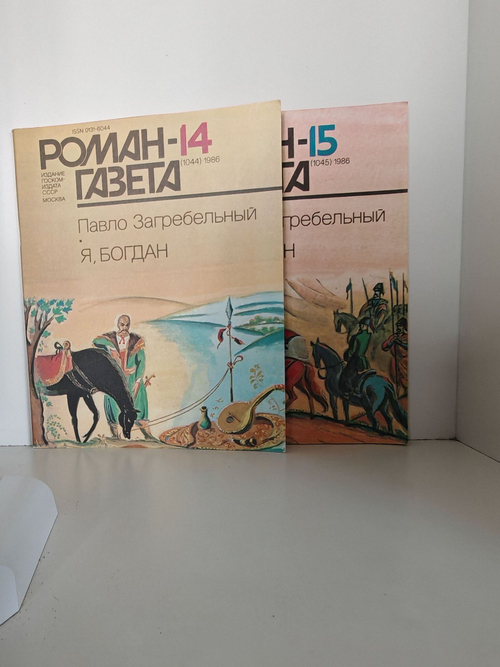 ISSN 0131-6044
РОМАН-14
(1044) 1986
ГАЗЕТА
ИЗДАНИЕ
ГОСКОМ-
ИЗДАТА
СССР
МОСКВА
Павло Загребельный
Я, БОГДАН
Н-15
(1045) 1986
ТА
гребельный
Н